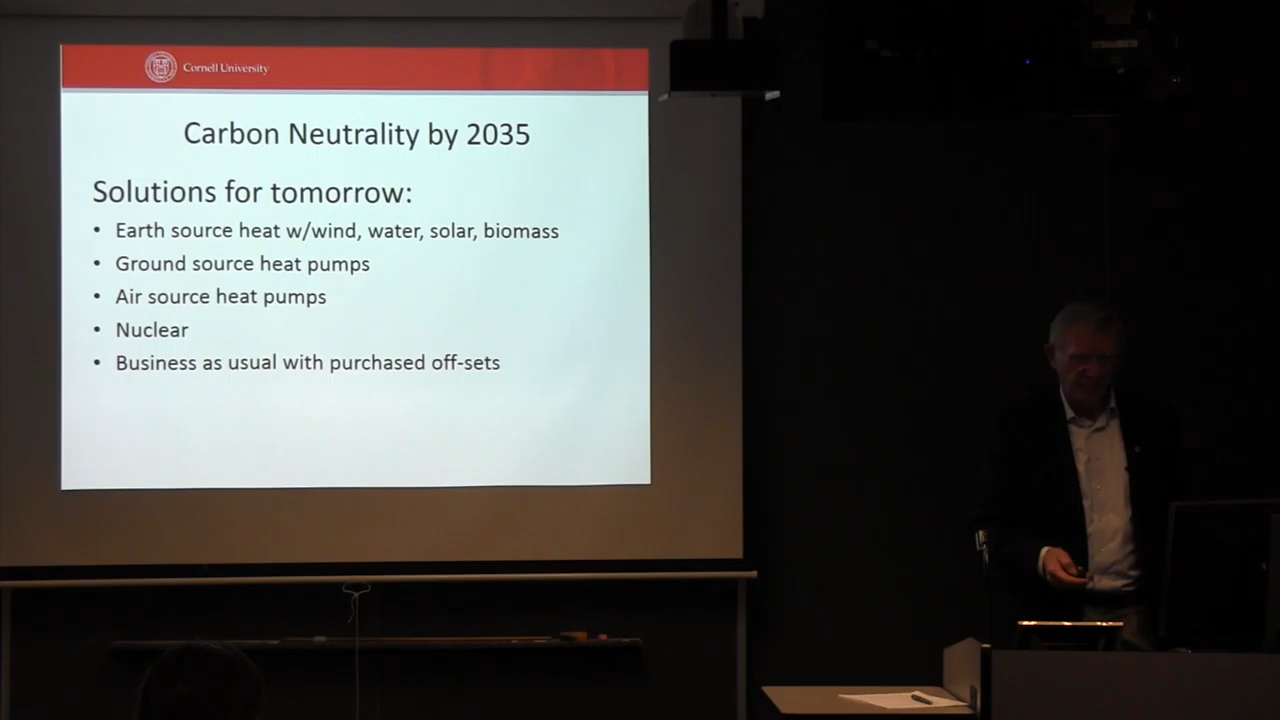 Cornell University
Carbon Neutrality by 2035
Solutions for tomorrow:
• Earth source heat w/wind, water, solar, biomass
• Ground source heat pumps
• Air source heat pumps
• Nuclear
• Business as usual with purchased off-sets